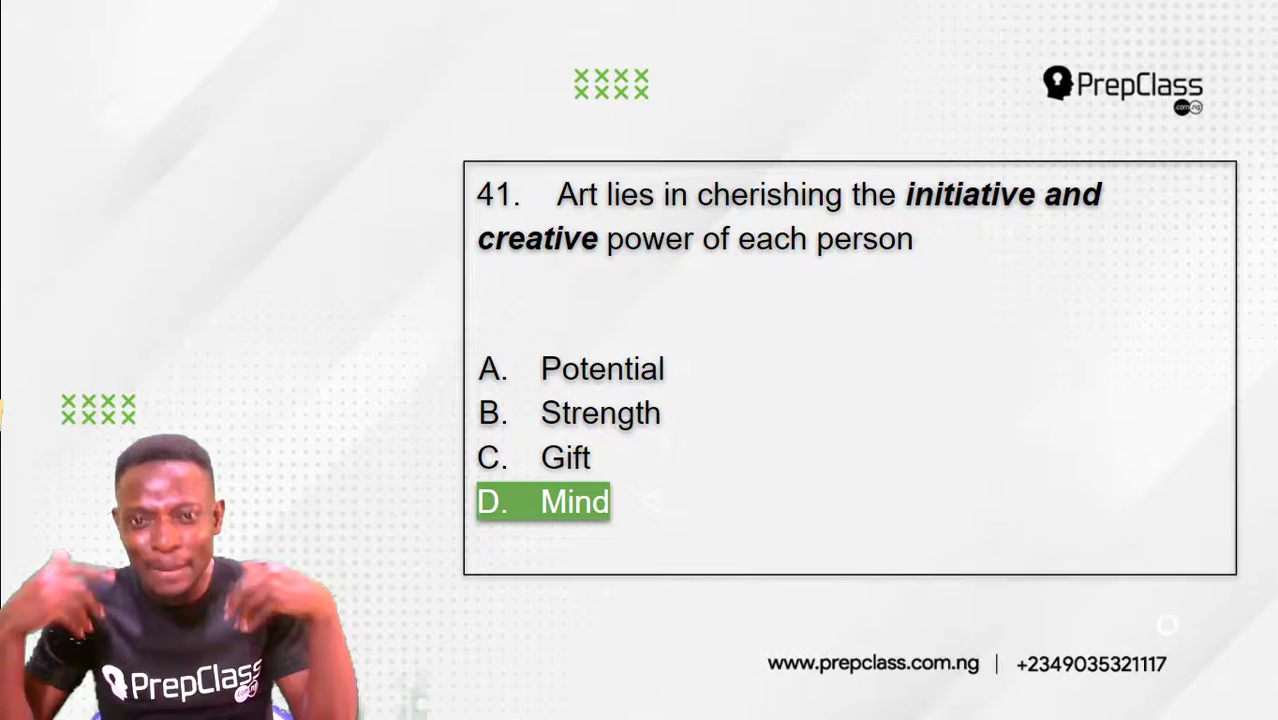 PrepClass
.com.ng
41. Art lies in cherishing the initiative and
creative power of each person
A. Potential
B. Strength
C. Gift
D. Mind
PrepClass
www.prepclass.com.ng | +2349035321117